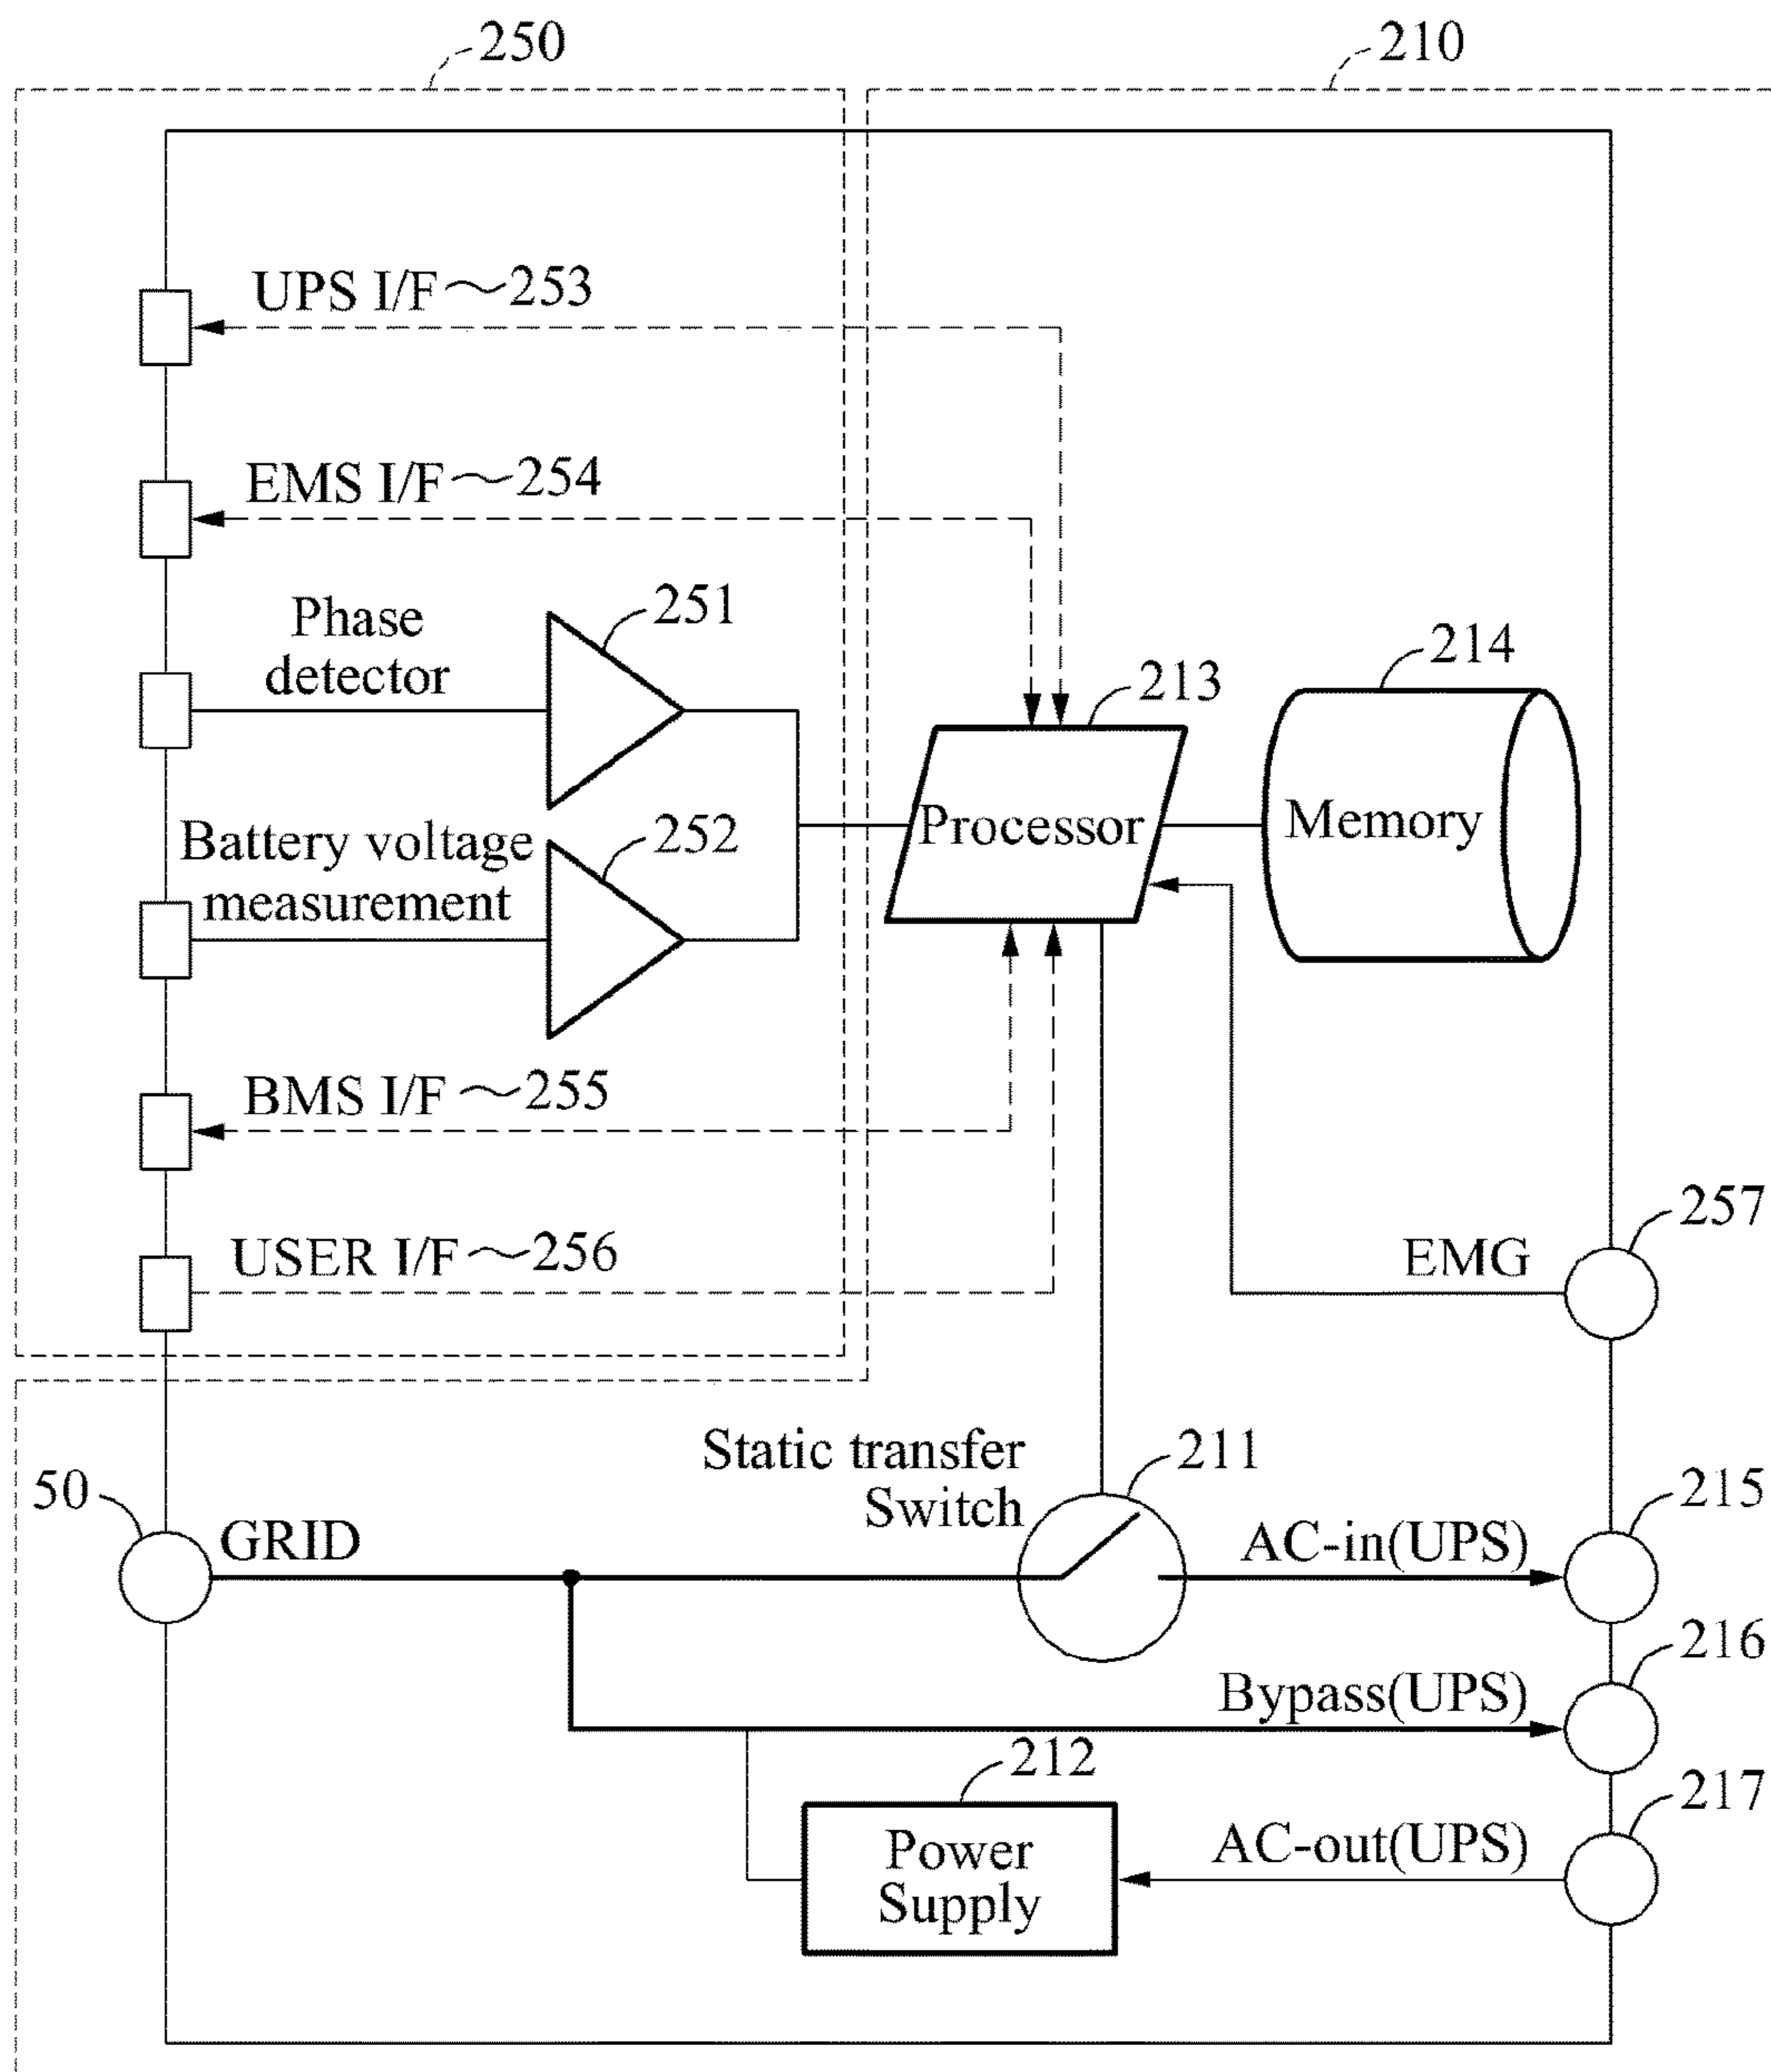 250
210
UPS I/F 253
EMS I/F 254
Phase
detector
251
213
214
Processor
Memory
Battery voltage
measurement
252
BMS I/F 255
USER I/F 256
257
EMG
Static transfer
Switch
211
50
GRID
AC-in(UPS)
215
Bypass(UPS)
216
212
Power
Supply
AC-out(UPS)
217